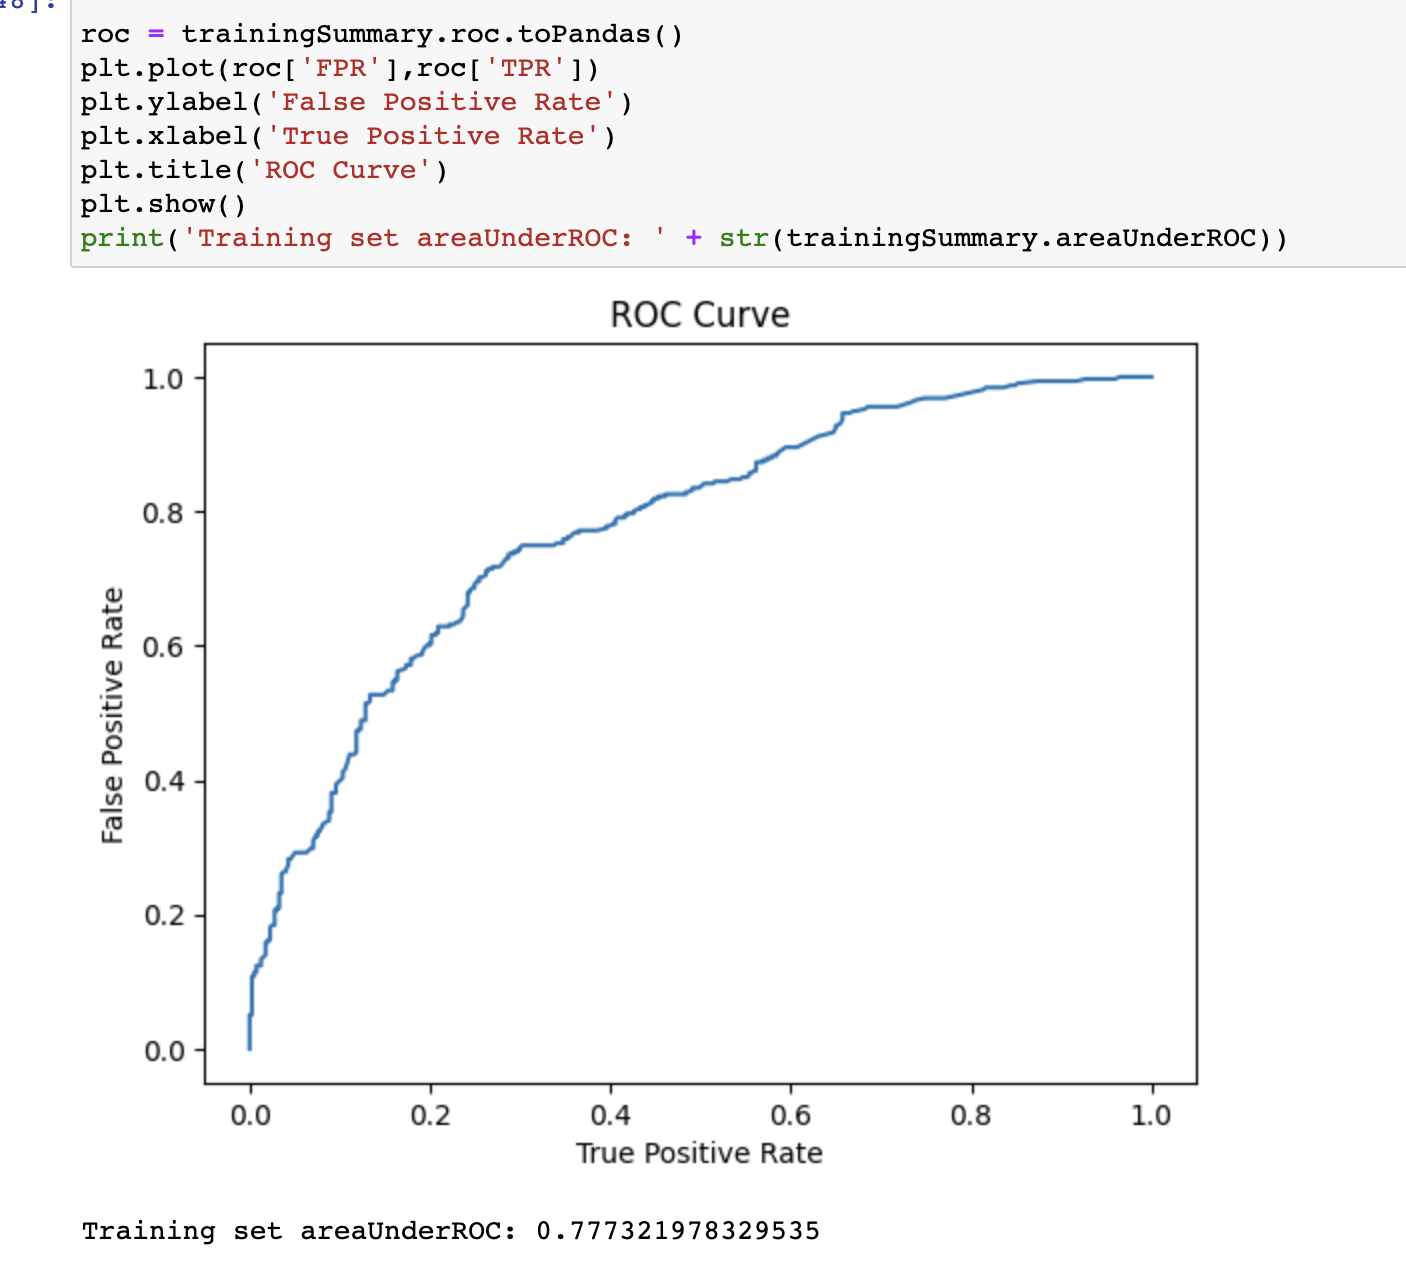 roc = trainingSummary.roc.toPandas()
plt.plot(roc['FPR'],roc['TPR'])
plt.ylabel('False Positive Rate')
plt.xlabel('True Positive Rate')
plt.title('ROC Curve')
plt.show()
print('Training set areaUnderROC: ' + str(trainingSummary.areaUnderROC))
ROC Curve
1.0
0.8
0.6
0.4
0.2
0.0
False Positive Rate
0.0 0.2 0.4 0.6 0.8 1.0
True Positive Rate
Training set areaUnderROC: 0.777321978329535